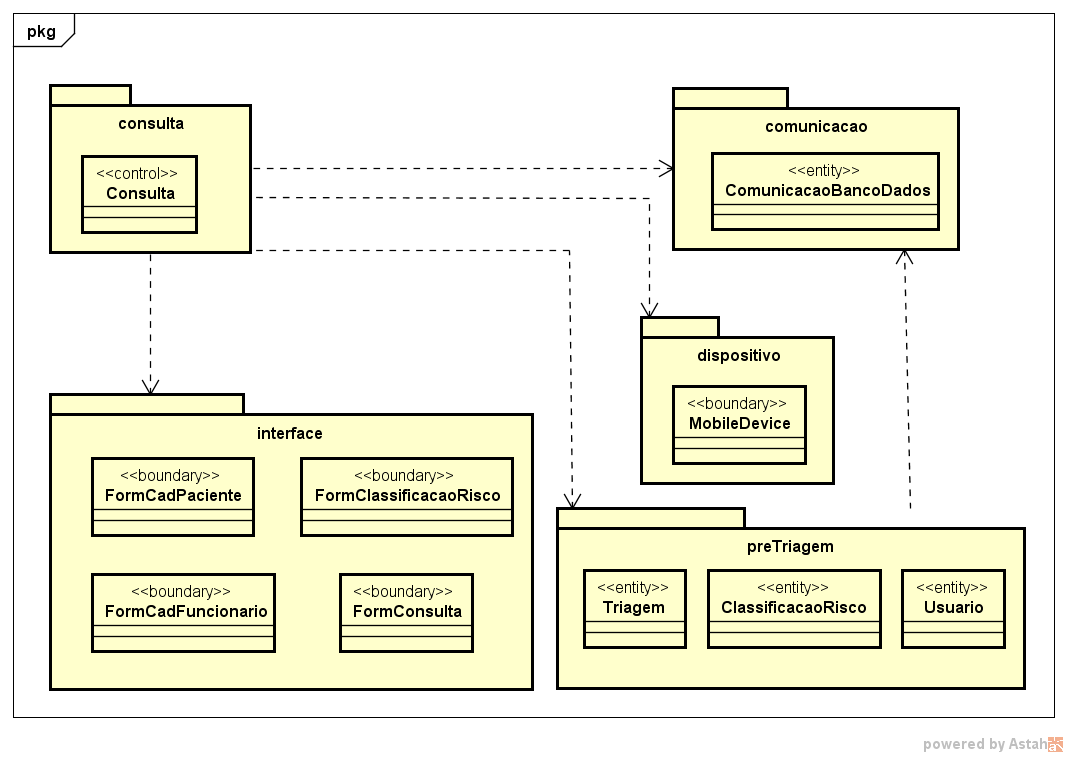 pkg
consulta
<<control>>
Consulta
comunicacao
<<entity>>
ComunicacaoBancoDados
dispositivo
<<boundary>>
MobileDevice
interface
<<boundary>>
FormCadPaciente
<<boundary>>
FormClassificacaoRisco
<<boundary>>
FormCadFuncionario
<<boundary>>
FormConsulta
preTriagem
<<entity>>
Triagem
<<entity>>
ClassificacaoRisco
<<entity>>
Usuario
powered by Astah